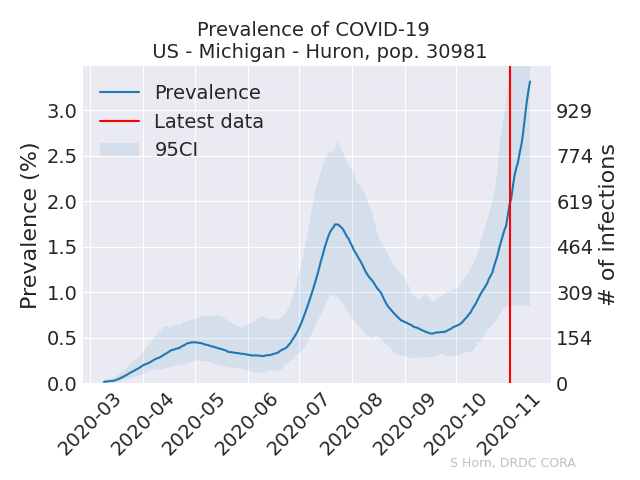 Prevalence of COVID-19
US - Michigan - Huron, pop. 30981
Prevalence
Latest data
95CI
Prevalence (%)
3.0
2.5
2.0
1.5
1.0
0.5
0.0
929
774
619
464
309
154
0
# of infections
2020-03
2020-04
2020-05
2020-06
2020-07
2020-08
2020-09
2020-10
2020-11
S Horn, DRDC CORA